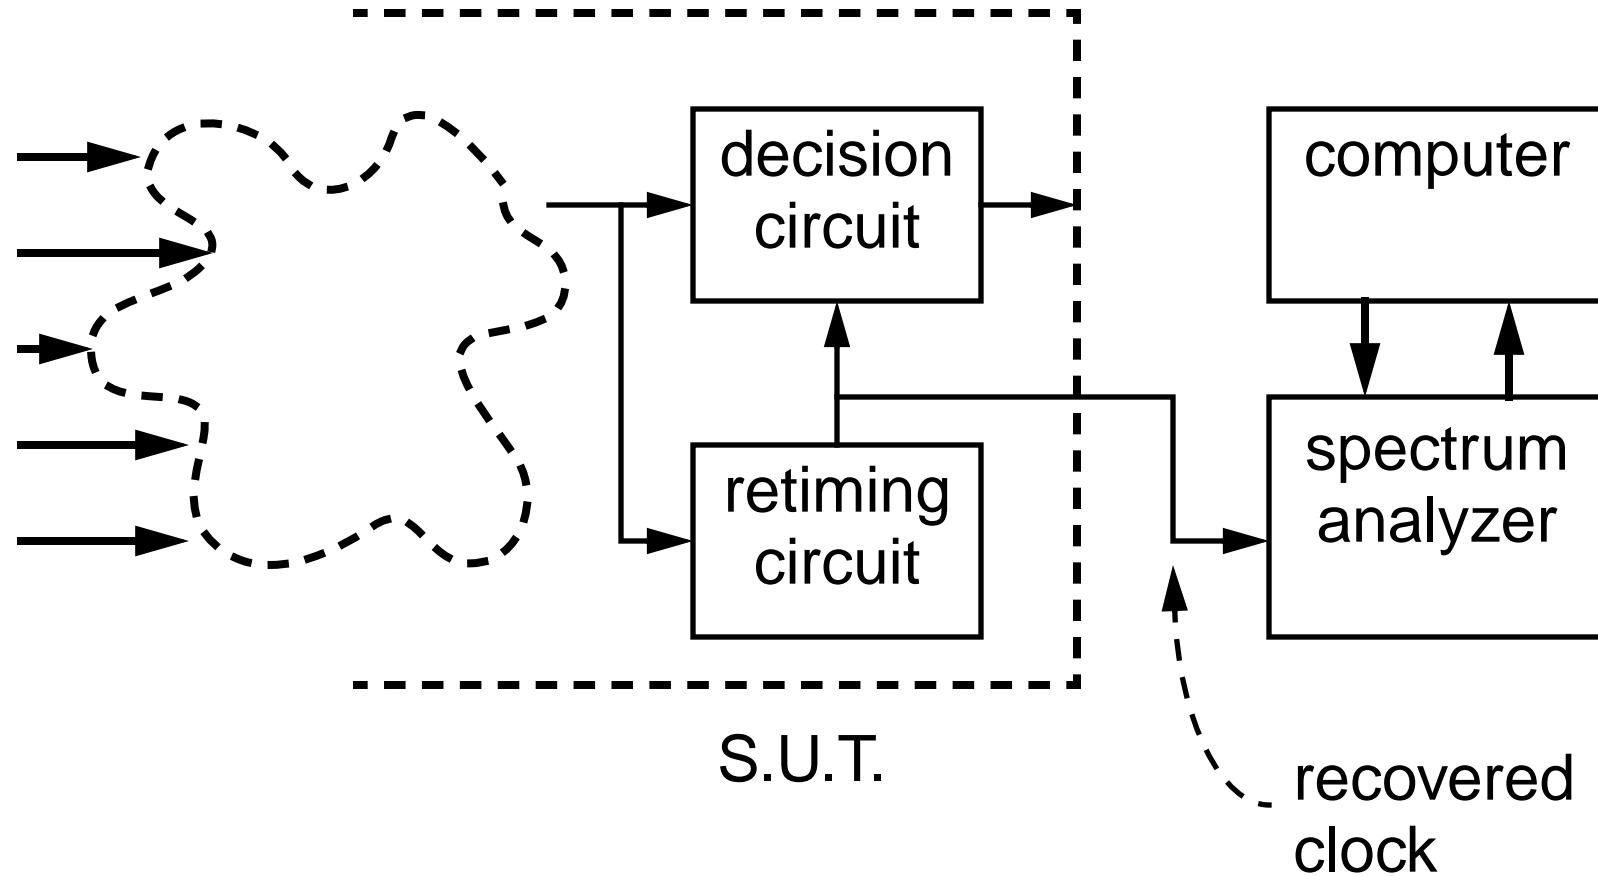 decision
circuit
computer
retiming
circuit
spectrum
analyzer
S.U.T.
recovered
clock